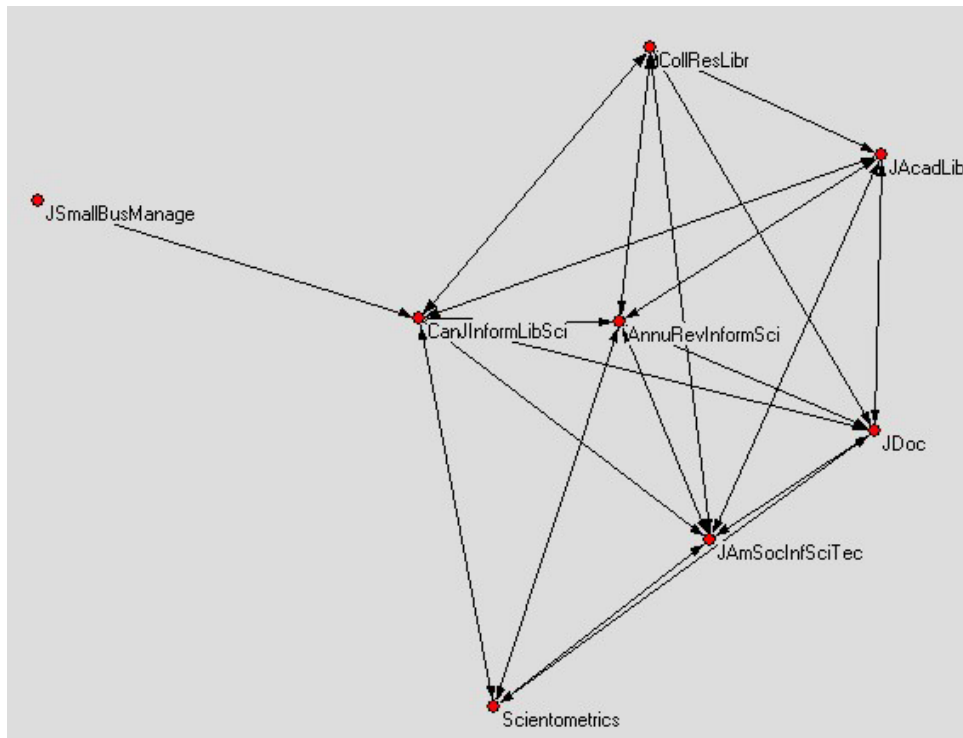 CollResLibr
JAcadLib
JSmallBusManage
CanJInformLibSci
AnnuRevInformSci
JDoc
JAmSocInfSciTec
Scientometrics